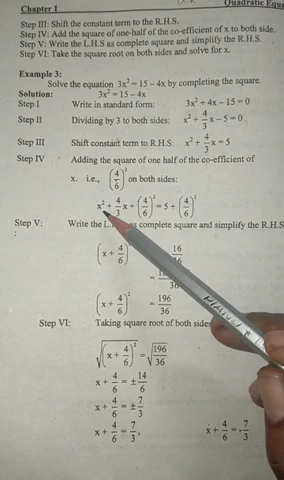 Chapter 1 Quadratic Equa
Step III: Shift the constant term to the R.H.S.
Step IV: Add the square of one-half of the co-efficient of x to both side.
Step V: Write the L.H.S as complete square and simplify the R.H.S.
Step VI: Take the square root on both sides and solve for x.
Example 3:
Solve the equation 3x² = 15 – 4x by completing the square.
Solution: 3x² = 15 – 4x
Step I Write in standard form: 3x² + 4x – 15 = 0
Step II Dividing by 3 to both sides: x² + 4/3 x – 5 = 0
Step III Shift constant term to R.H.S: x² + 4/3 x = 5
Step IV Adding the square of one half of the co-efficient of
x. i.e., (4/6)² on both sides:
x² + 4/3 x + (4/6)² = 5 + (4/6)²
Step V: Write the L. as complete square and simplify the R.H.S
(x + 4/6) = 16
36
(x + 4/6)² = 196/36
Step VI: Taking square root of both sides
√(x + 4/6)² = √196/36
x + 4/6 = ± 14/6
x + 4/6 = ± 7/3
x + 4/6 = 7/3, x + 4/6 = - 7/3